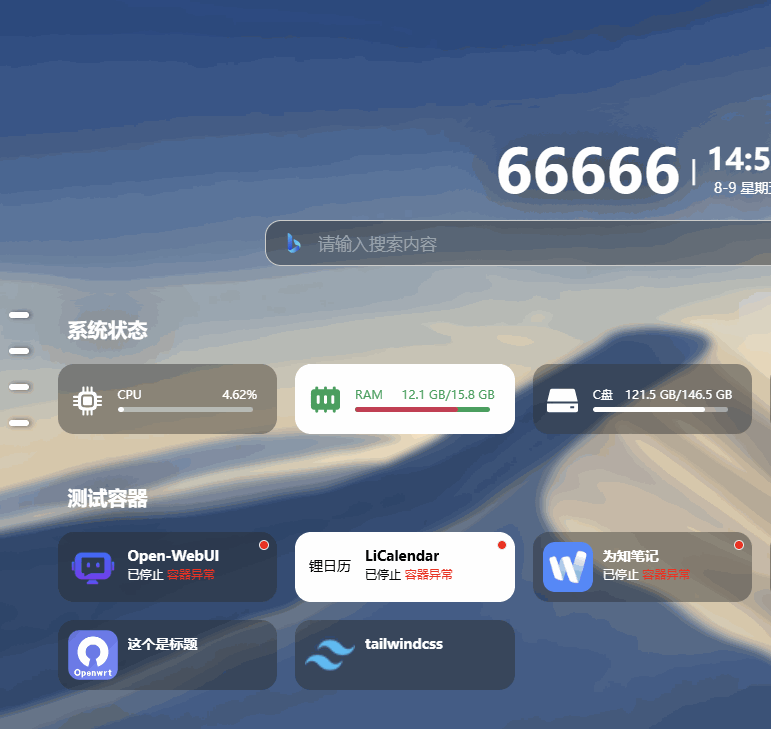 66666
14:5
8-9 星期五
请输入搜索内容
系统状态
CPU 4.62%
RAM 12.1 GB/15.8 GB
C盘 121.5 GB/146.5 GB
测试容器
Open-WebUI
已停止 容器异常
锂日历
LiCalendar
已停止 容器异常
为知笔记
已停止 容器异常
Openwrt
这个是标题
tailwindcss